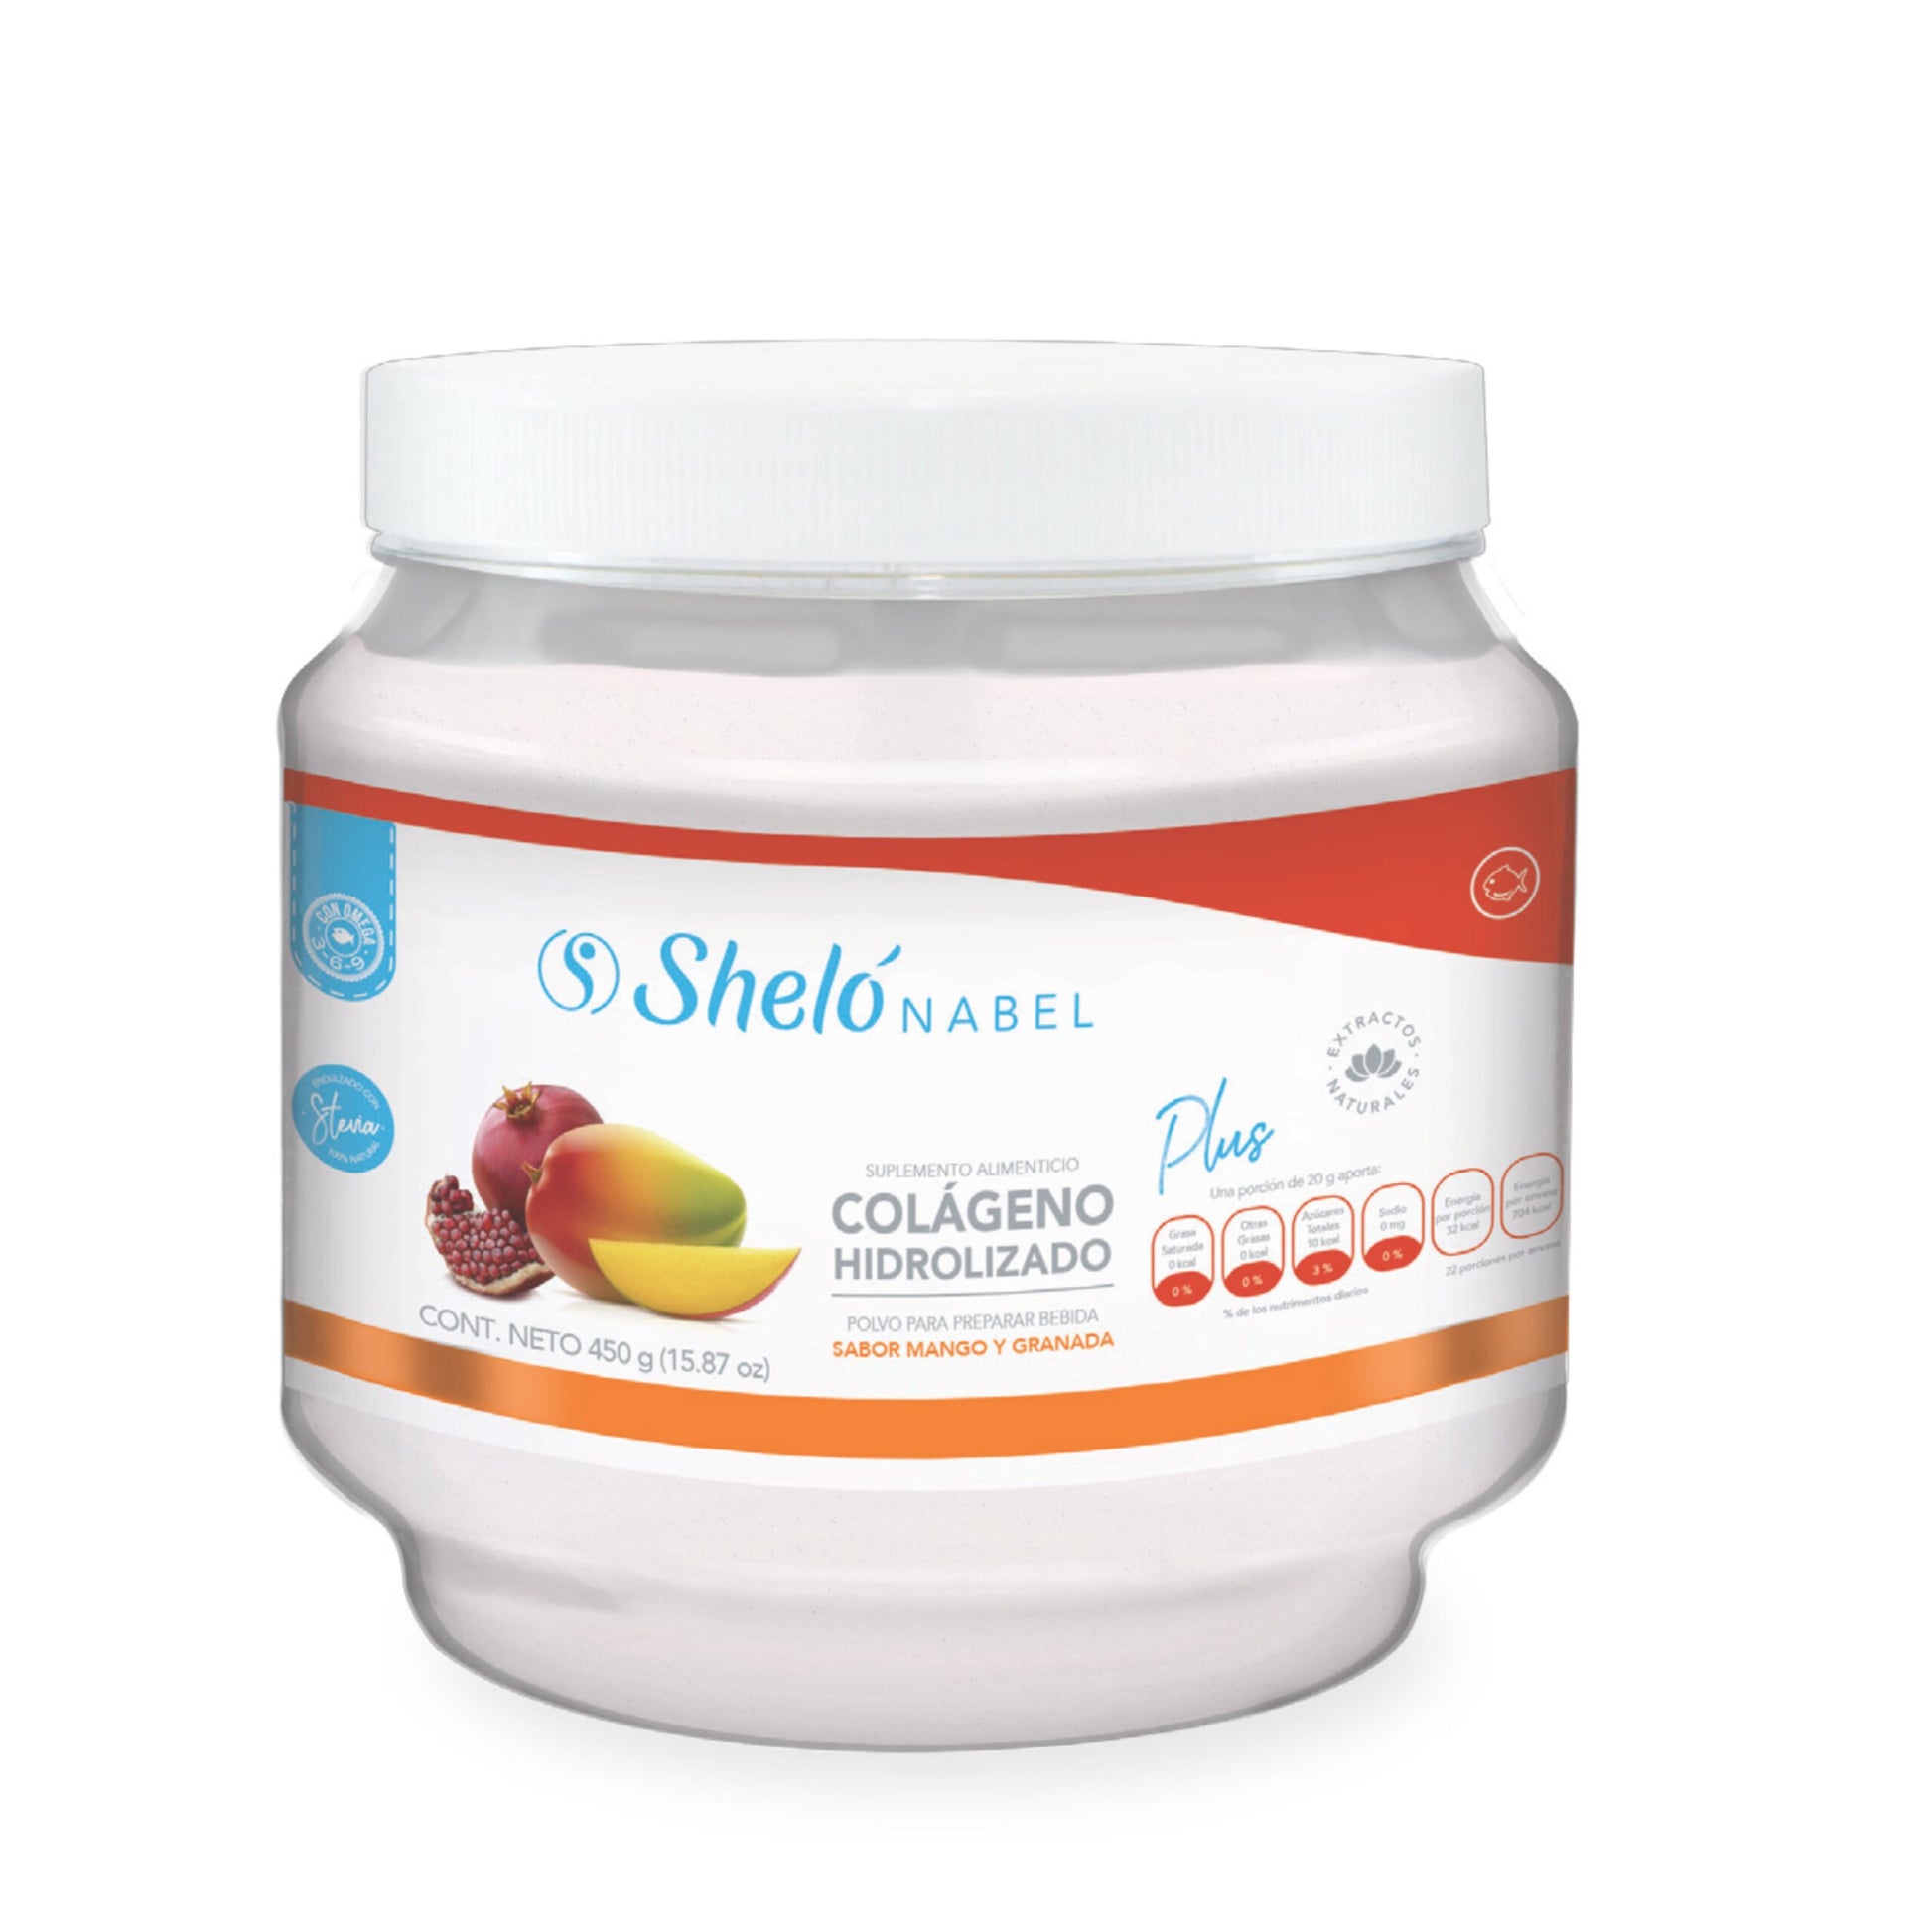 CON OMEGA
3-6-9
Sheló NABEL
EXTRACTOS
NATURALES
ENDULZADO CON
Stevia
100% NATURAL
Plus
SUPLEMENTO ALIMENTICIO
COLÁGENO
HIDROLIZADO
POLVO PARA PREPARAR BEBIDA
SABOR MANGO Y GRANADA
CONT. NETO 450 g (15.87 oz)
Una porción de 20 g aporta:
Grasa
Saturada
0 kcal
0 %
Otras
Grasas
0 kcal
0 %
Azúcares
Totales
10 kcal
3 %
Sodio
0 mg
0 %
Energía
por porción
32 kcal
Energía
por envase
704 kcal
% de los nutrimentos diarios
22 porciones por envase